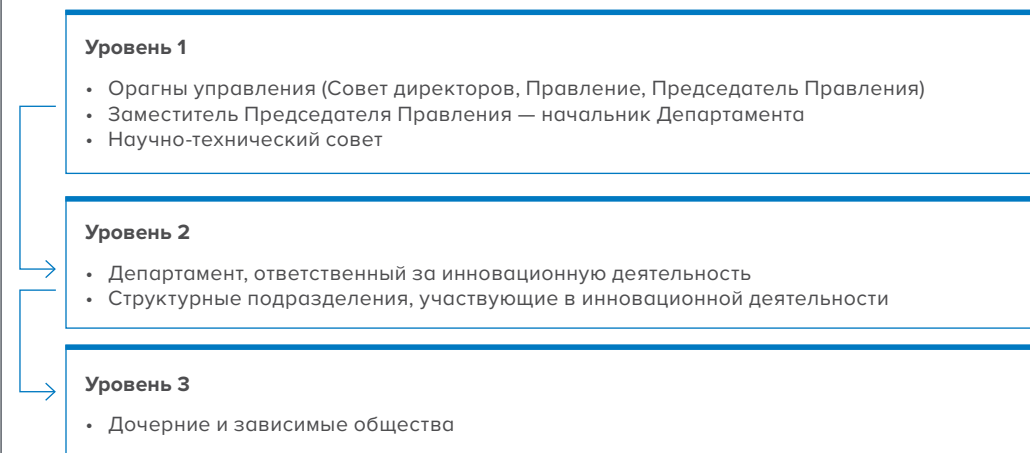 Уровень 1
• Орагны управления (Совет директоров, Правление, Председатель Правления)
• Заместитель Председателя Правления — начальник Департамента
• Научно-технический совет
Уровень 2
• Департамент, ответственный за инновационную деятельность
• Структурные подразделения, участвующие в инновационной деятельности
Уровень 3
• Дочерние и зависимые общества